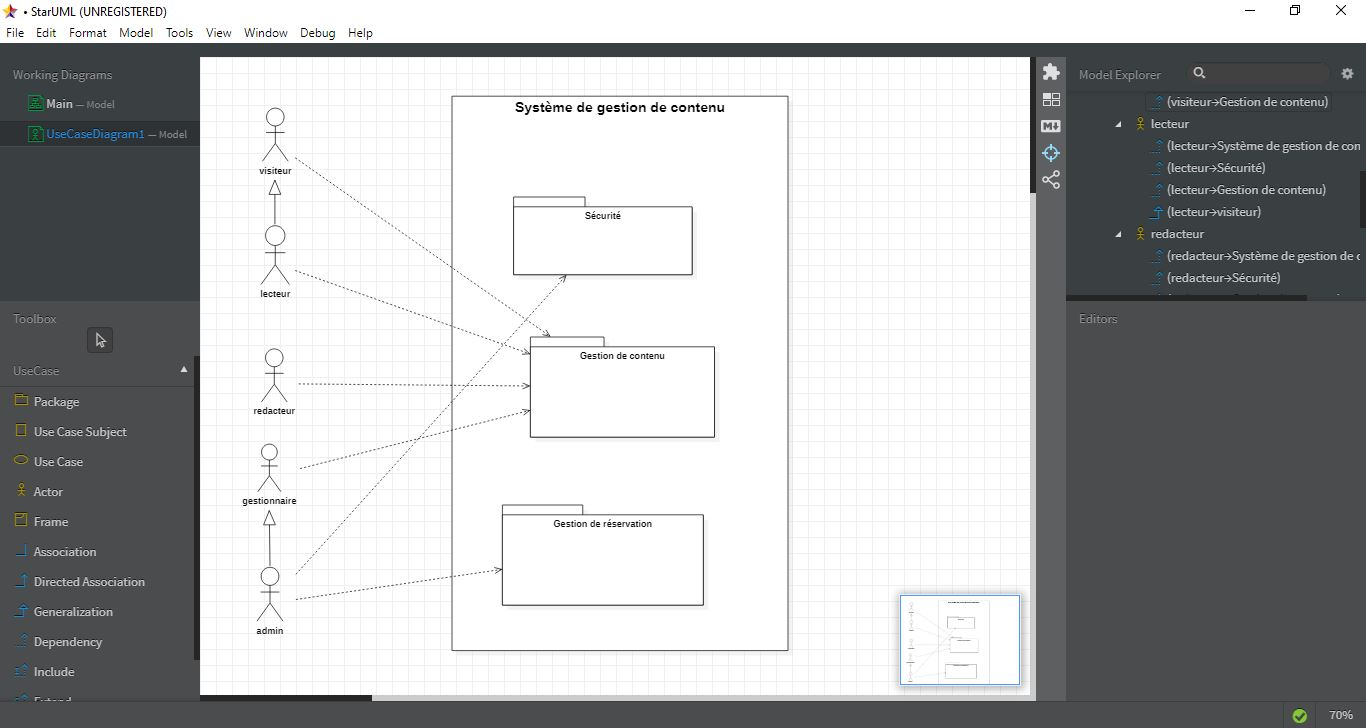 • StarUML (UNREGISTERED)
File Edit Format Model Tools View Window Debug Help
Working Diagrams
Main — Model
UseCaseDiagram1 — Model
Toolbox
UseCase
Package
Use Case Subject
Use Case
Actor
Frame
Association
Directed Association
Generalization
Dependency
Include
Extend
visiteur
lecteur
redacteur
gestionnaire
admin
Système de gestion de contenu
Sécurité
Gestion de contenu
Gestion de réservation
Model Explorer
(visiteur→Gestion de contenu)
lecteur
(lecteur→Système de gestion de con
(lecteur→Sécurité)
(lecteur→Gestion de contenu)
(lecteur→visiteur)
redacteur
(redacteur→Système de gestion de c
(redacteur→Sécurité)
Editors
70%